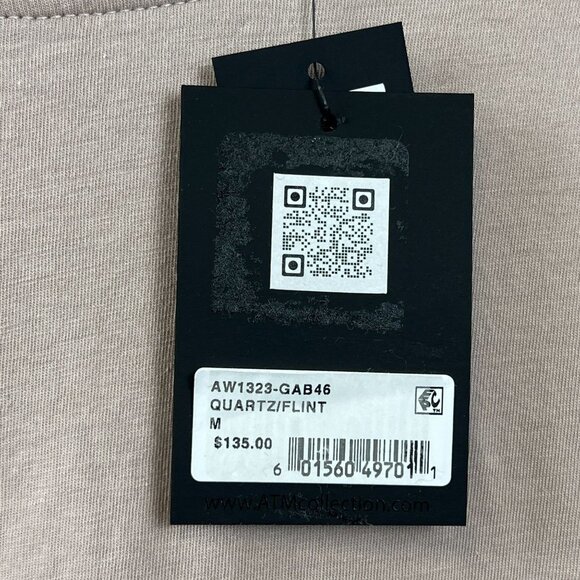 AW1323-GAB46
QUARTZ/FLINT
M
$135.00
6 01560 49701 1
www.ATMcollection.com